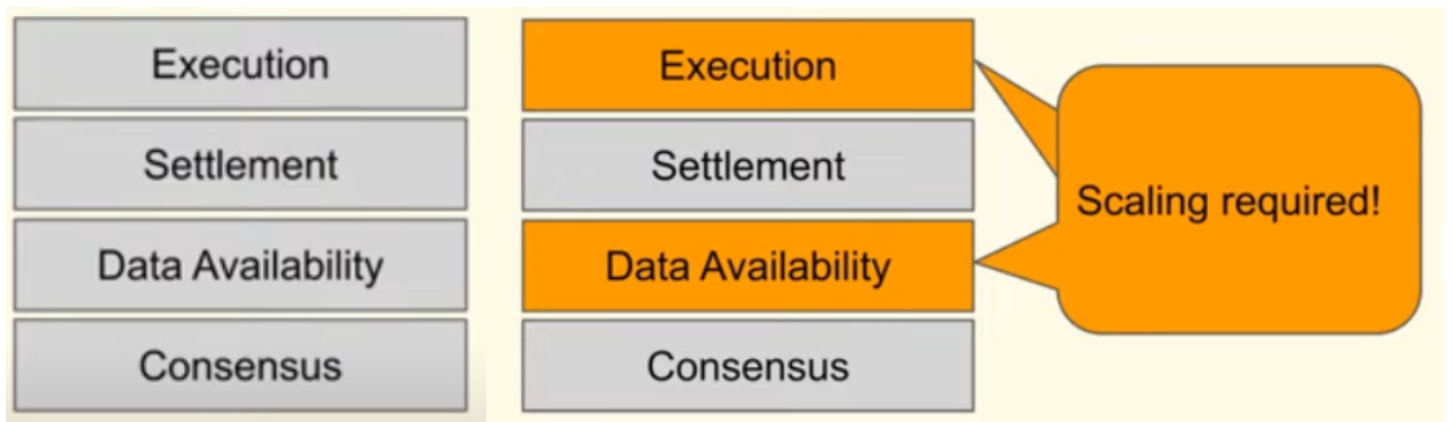 Execution
Settlement
Data Availability
Consensus
Execution
Settlement
Data Availability
Consensus
Scaling required!